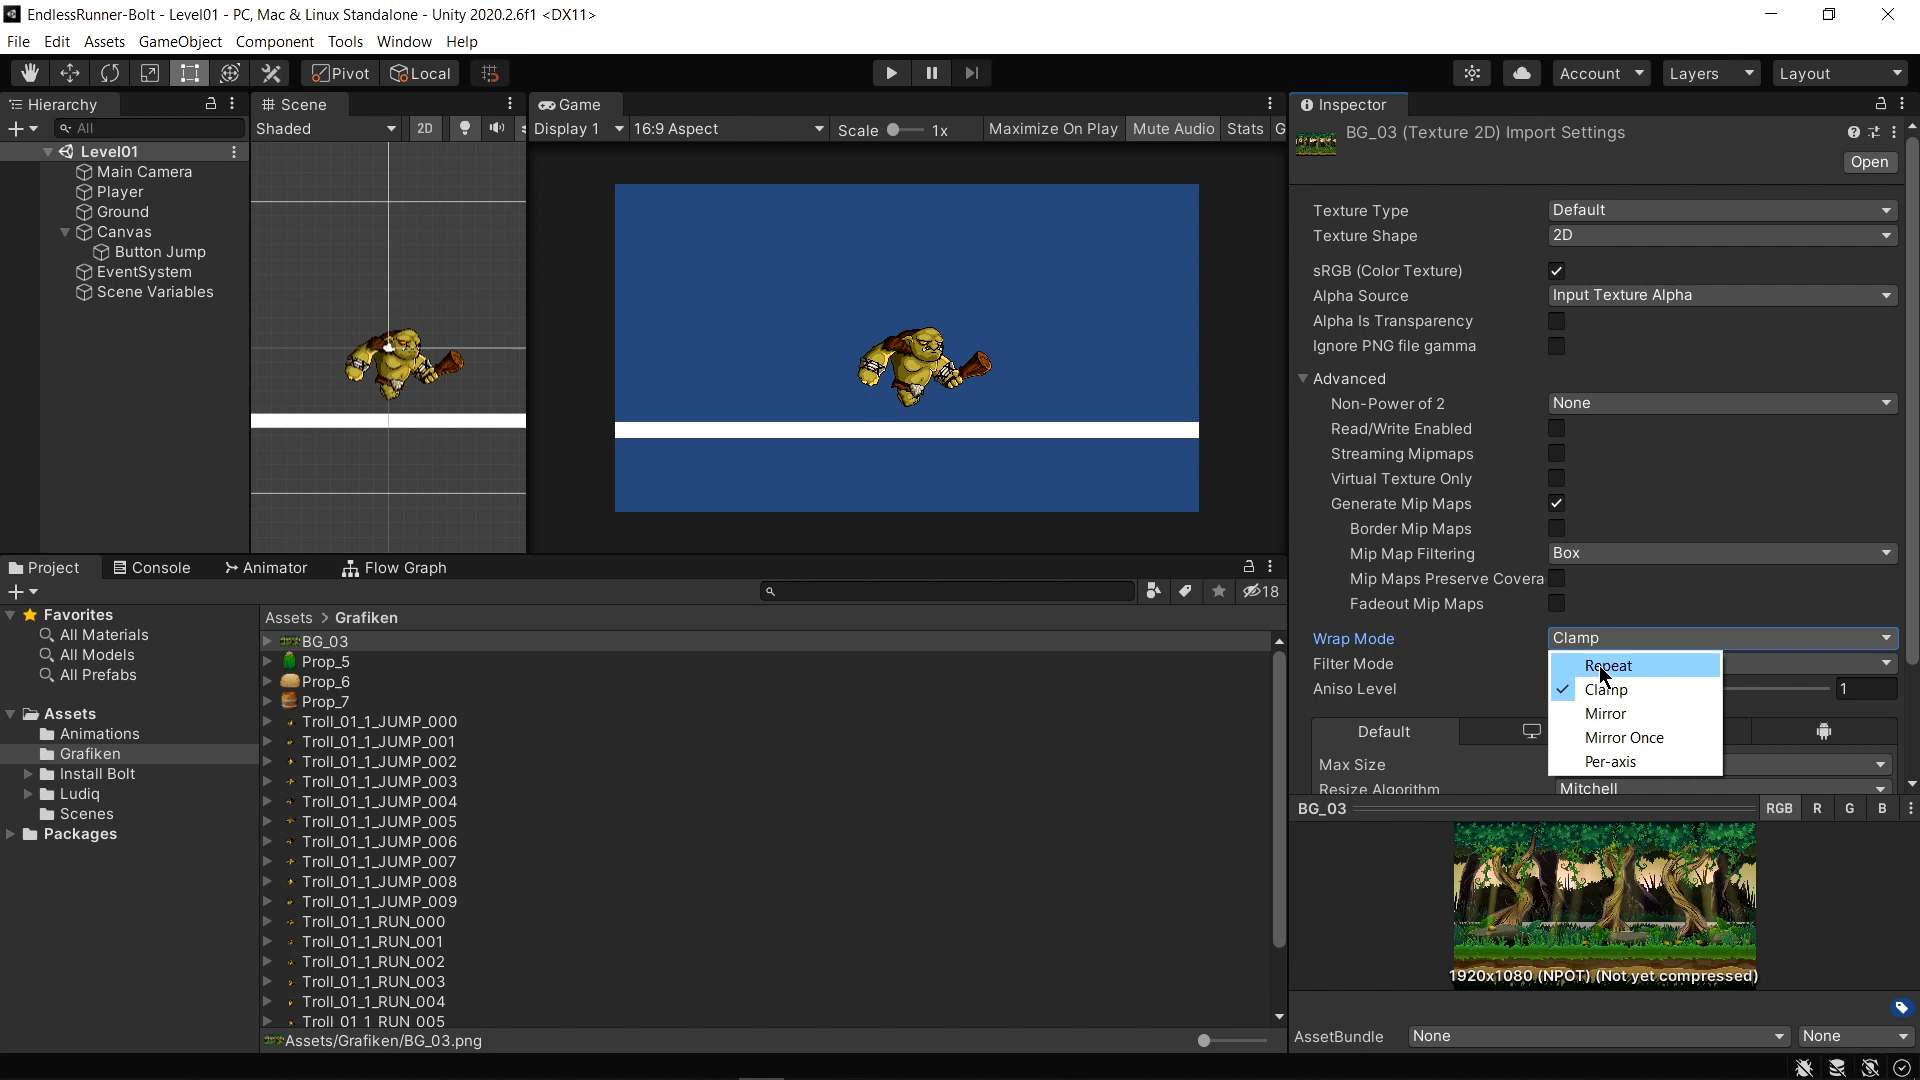 EndlessRunner-Bolt - Level01 - PC, Mac & Linux Standalone - Unity 2020.2.6f1 <DX11>
File Edit Assets GameObject Component Tools Window Help
Pivot Local Account Layers Layout
Hierarchy
All
Level01
Main Camera
Player
Ground
Canvas
Button Jump
EventSystem
Scene Variables
Scene
Shaded 2D
Game
Display 1 16:9 Aspect Scale 1x Maximize On Play Mute Audio Stats G
Inspector
BG_03 (Texture 2D) Import Settings
Open
Texture Type Default
Texture Shape 2D
sRGB (Color Texture)
Alpha Source Input Texture Alpha
Alpha Is Transparency
Ignore PNG file gamma
Advanced
Non-Power of 2 None
Read/Write Enabled
Streaming Mipmaps
Virtual Texture Only
Generate Mip Maps
Border Mip Maps
Mip Map Filtering Box
Mip Maps Preserve Covera
Fadeout Mip Maps
Wrap Mode Clamp
Filter Mode
Aniso Level 1
Repeat
Clamp
Mirror
Mirror Once
Per-axis
Default
Max Size
Resize Algorithm Mitchell
BG_03 RGB R G B
1920x1080 (NPOT) (Not yet compressed)
AssetBundle None None
Project Console Animator Flow Graph
18
Favorites
All Materials
All Models
All Prefabs
Assets
Animations
Grafiken
Install Bolt
Ludiq
Scenes
Packages
Assets > Grafiken
BG_03
Prop_5
Prop_6
Prop_7
Troll_01_1_JUMP_000
Troll_01_1_JUMP_001
Troll_01_1_JUMP_002
Troll_01_1_JUMP_003
Troll_01_1_JUMP_004
Troll_01_1_JUMP_005
Troll_01_1_JUMP_006
Troll_01_1_JUMP_007
Troll_01_1_JUMP_008
Troll_01_1_JUMP_009
Troll_01_1_RUN_000
Troll_01_1_RUN_001
Troll_01_1_RUN_002
Troll_01_1_RUN_003
Troll_01_1_RUN_004
Troll_01_1_RUN_005
Assets/Grafiken/BG_03.png